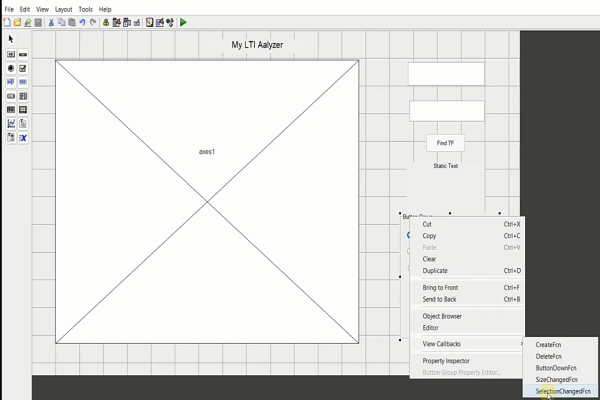 File Edit View Layout Tools Help
My LTI Aalyzer
axes1
Find TF
Static Text
Button Group
Cut Ctrl+X
Copy Ctrl+C
Paste Ctrl+V
Clear
Duplicate Ctrl+D
Bring to Front Ctrl+F
Send to Back Ctrl+B
Object Browser
Editor
View Callbacks
Property Inspector
Button Group Property Editor...
CreateFcn
DeleteFcn
ButtonDownFcn
SizeChangedFcn
SelectionChangedFcn